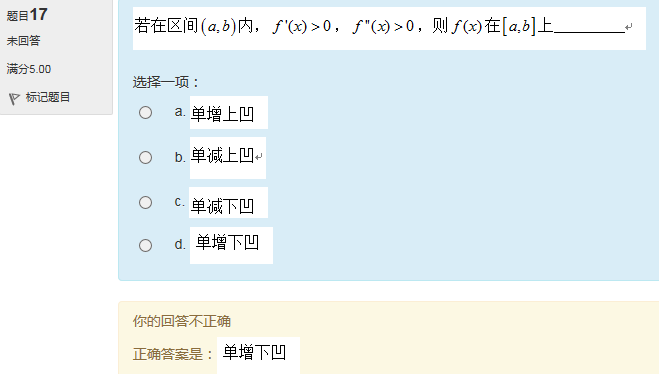 题目17
未回答
满分5.00
标记题目
若在区间(a,b)内，f'(x)>0，f''(x)>0，则f(x)在[a,b]上________↵
选择一项：
a. 单增上凹
b. 单减上凹↵
c. 单减下凹
d. 单增下凹
你的回答不正确
正确答案是：单增下凹